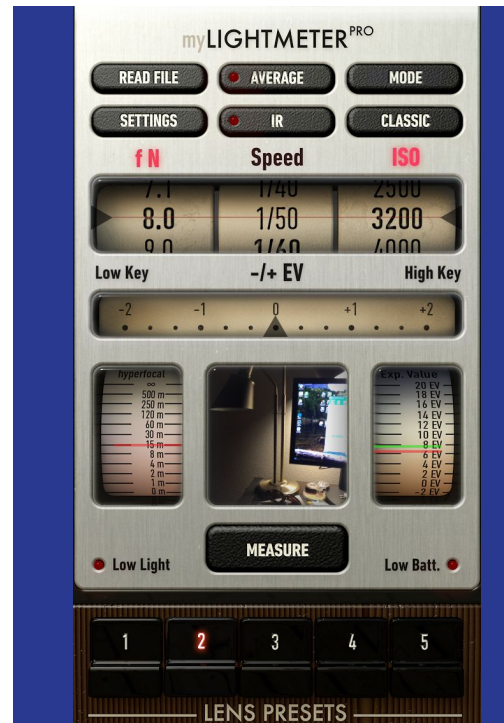 myLIGHTMETER PRO
READ FILE AVERAGE MODE
SETTINGS IR CLASSIC
f N Speed ISO
7.1 1/40 2500
8.0 1/50 3200
9.0 1/60 4000
Low Key -/+ EV High Key
-2 -1 0 +1 +2
hyperfocal
∞
500 m
250 m
120 m
60 m
30 m
15 m
8 m
4 m
2 m
1 m
0 m
Exp. Value
20 EV
18 EV
16 EV
14 EV
12 EV
10 EV
8 EV
6 EV
4 EV
2 EV
0 EV
-2 EV
MEASURE
Low Light Low Batt.
1 2 3 4 5
LENS PRESETS